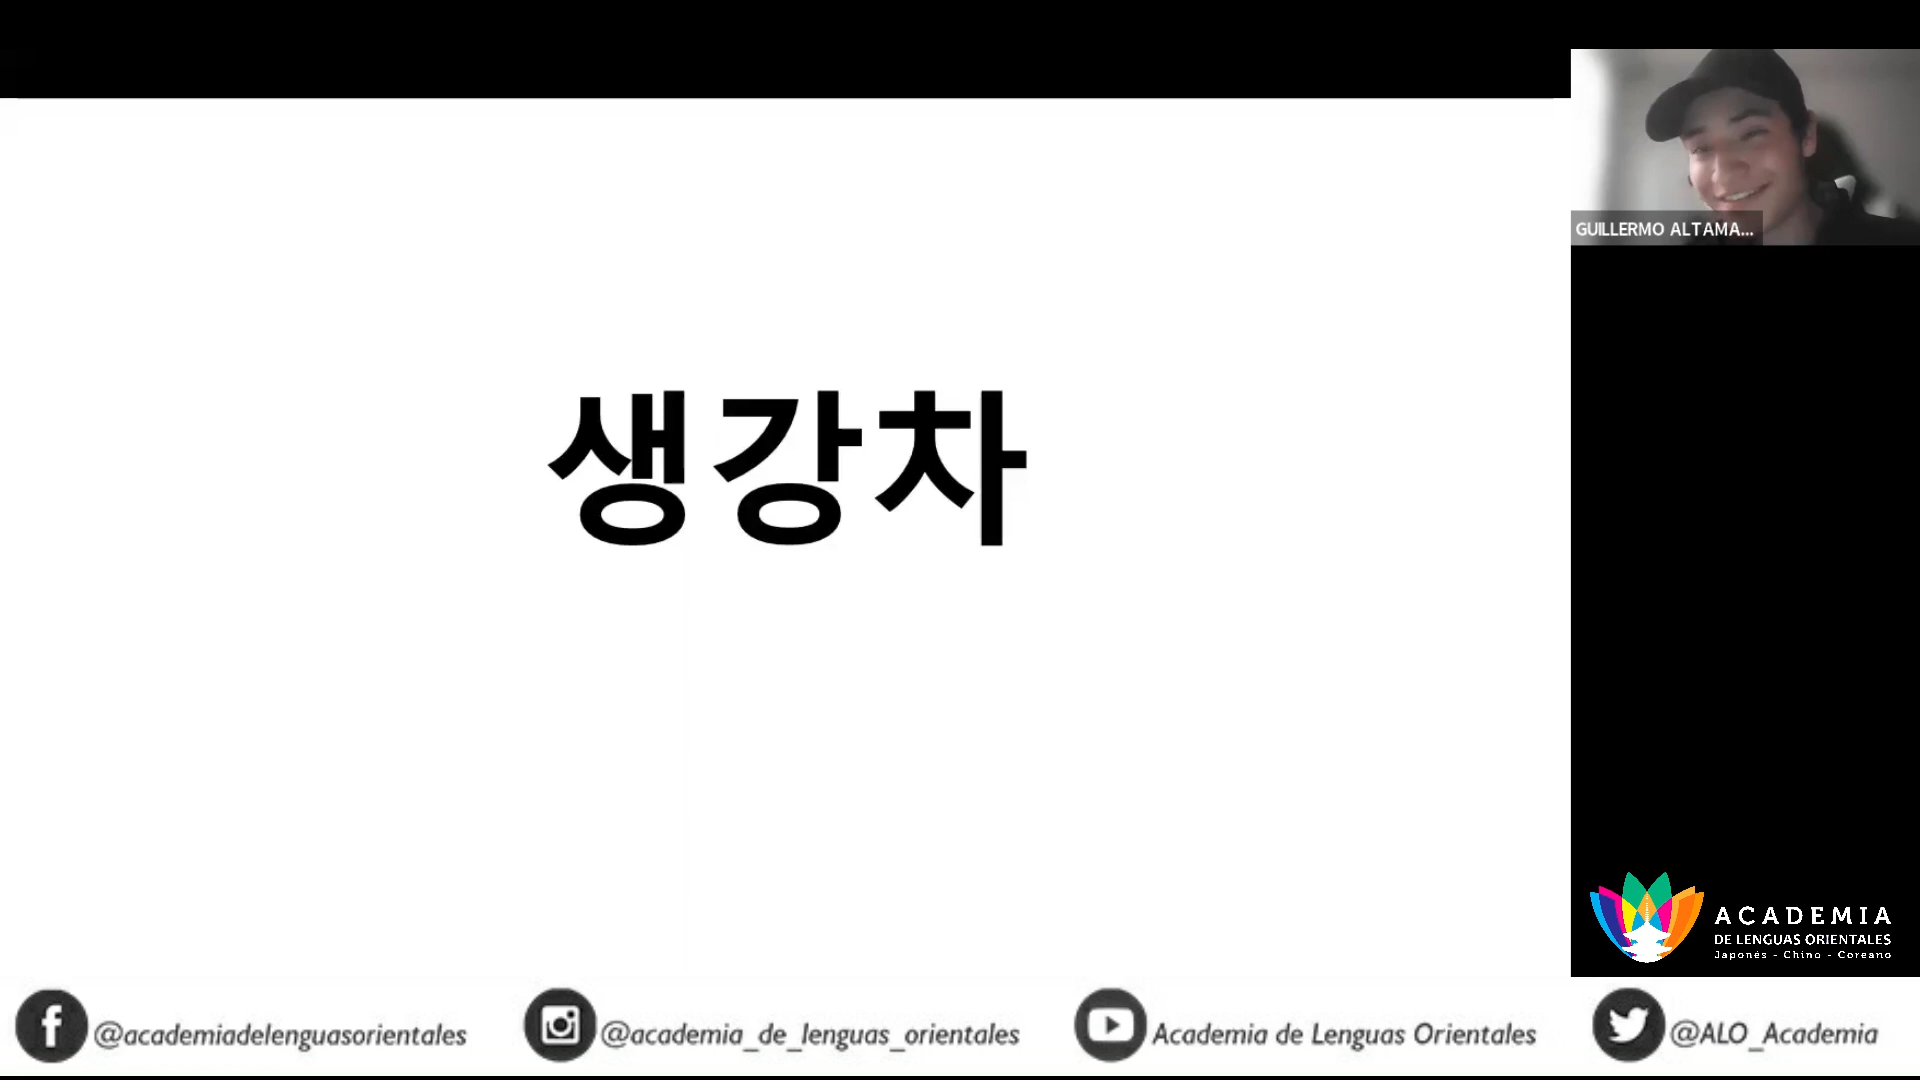 생강차
GUILLERMO ALTAMA...
ACADEMIA
DE LENGUAS ORIENTALES
Japonés - Chino - Coreano
@academiadelenguasorientales
@academia_de_lenguas_orientales
Academia de Lenguas Orientales
@ALO_Academia